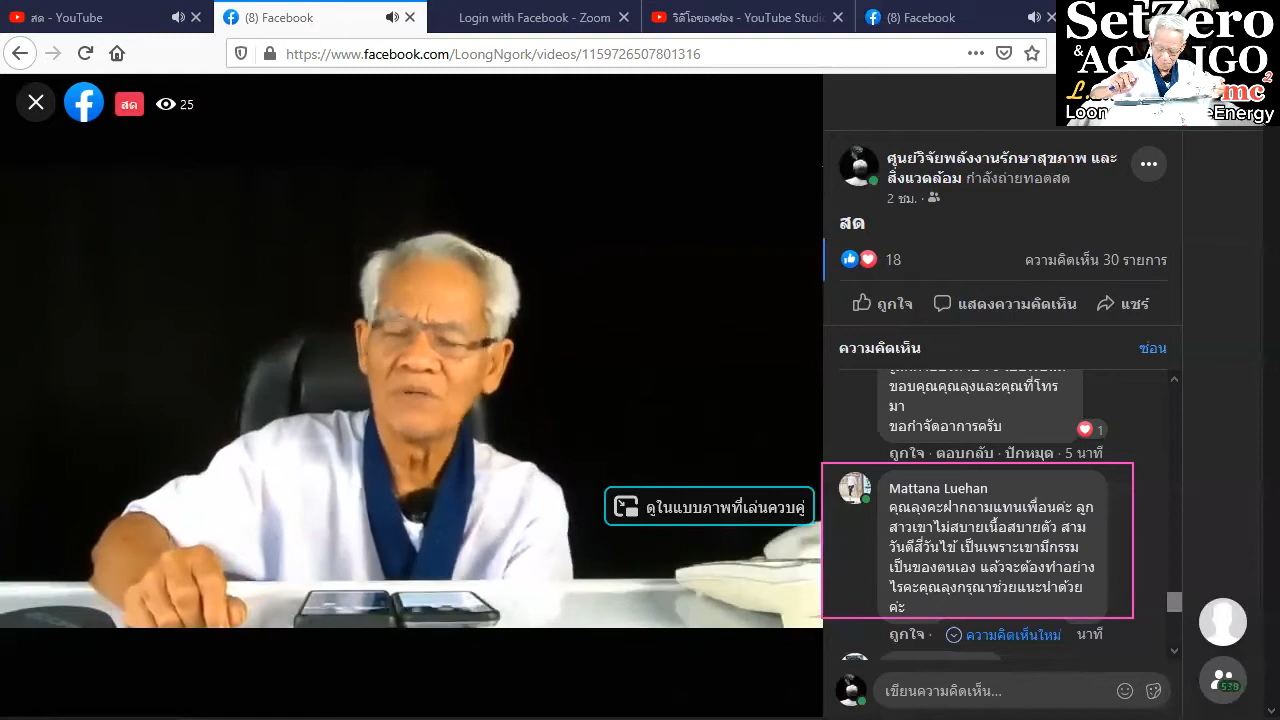 สด - YouTube
(8) Facebook
Login with Facebook - Zoom
วิดีโอของช่อง - YouTube Studio
(8) Facebook
https://www.facebook.com/LoongNgork/videos/1159726507801316
SetZero
&
mc²
Loon
eEnergy
สด
25
ศูนย์วิจัยพลังงานรักษาสุขภาพ และ
สิ่งแวดล้อม กำลังถ่ายทอดสด
2 ชม. ·
สด
18
ความคิดเห็น 30 รายการ
ถูกใจ
แสดงความคิดเห็น
แชร์
ความคิดเห็น
ซ่อน
ขอบคุณคุณลุงและคุณที่โทร
มา
ขอกำจัดอาการครับ
1
ถูกใจ · ตอบกลับ · ปักหมุด · 5 นาที
Mattana Luehan
คุณลุงคะฝากถามแทนเพื่อนค่ะ ลูก
สาวเขาไม่สบายเนื้อสบายตัว สาม
วันดีสี่วันไข้ เป็นเพราะเขามีกรรม
เป็นของตนเอง แล้วจะต้องทำอย่าง
ไรคะคุณลุงกรุณาช่วยแนะนำด้วย
ค่ะ
ดูในแบบภาพที่เล่นควบคู่
ถูกใจ ·
ความคิดเห็นใหม่
นาที
เขียนความคิดเห็น...